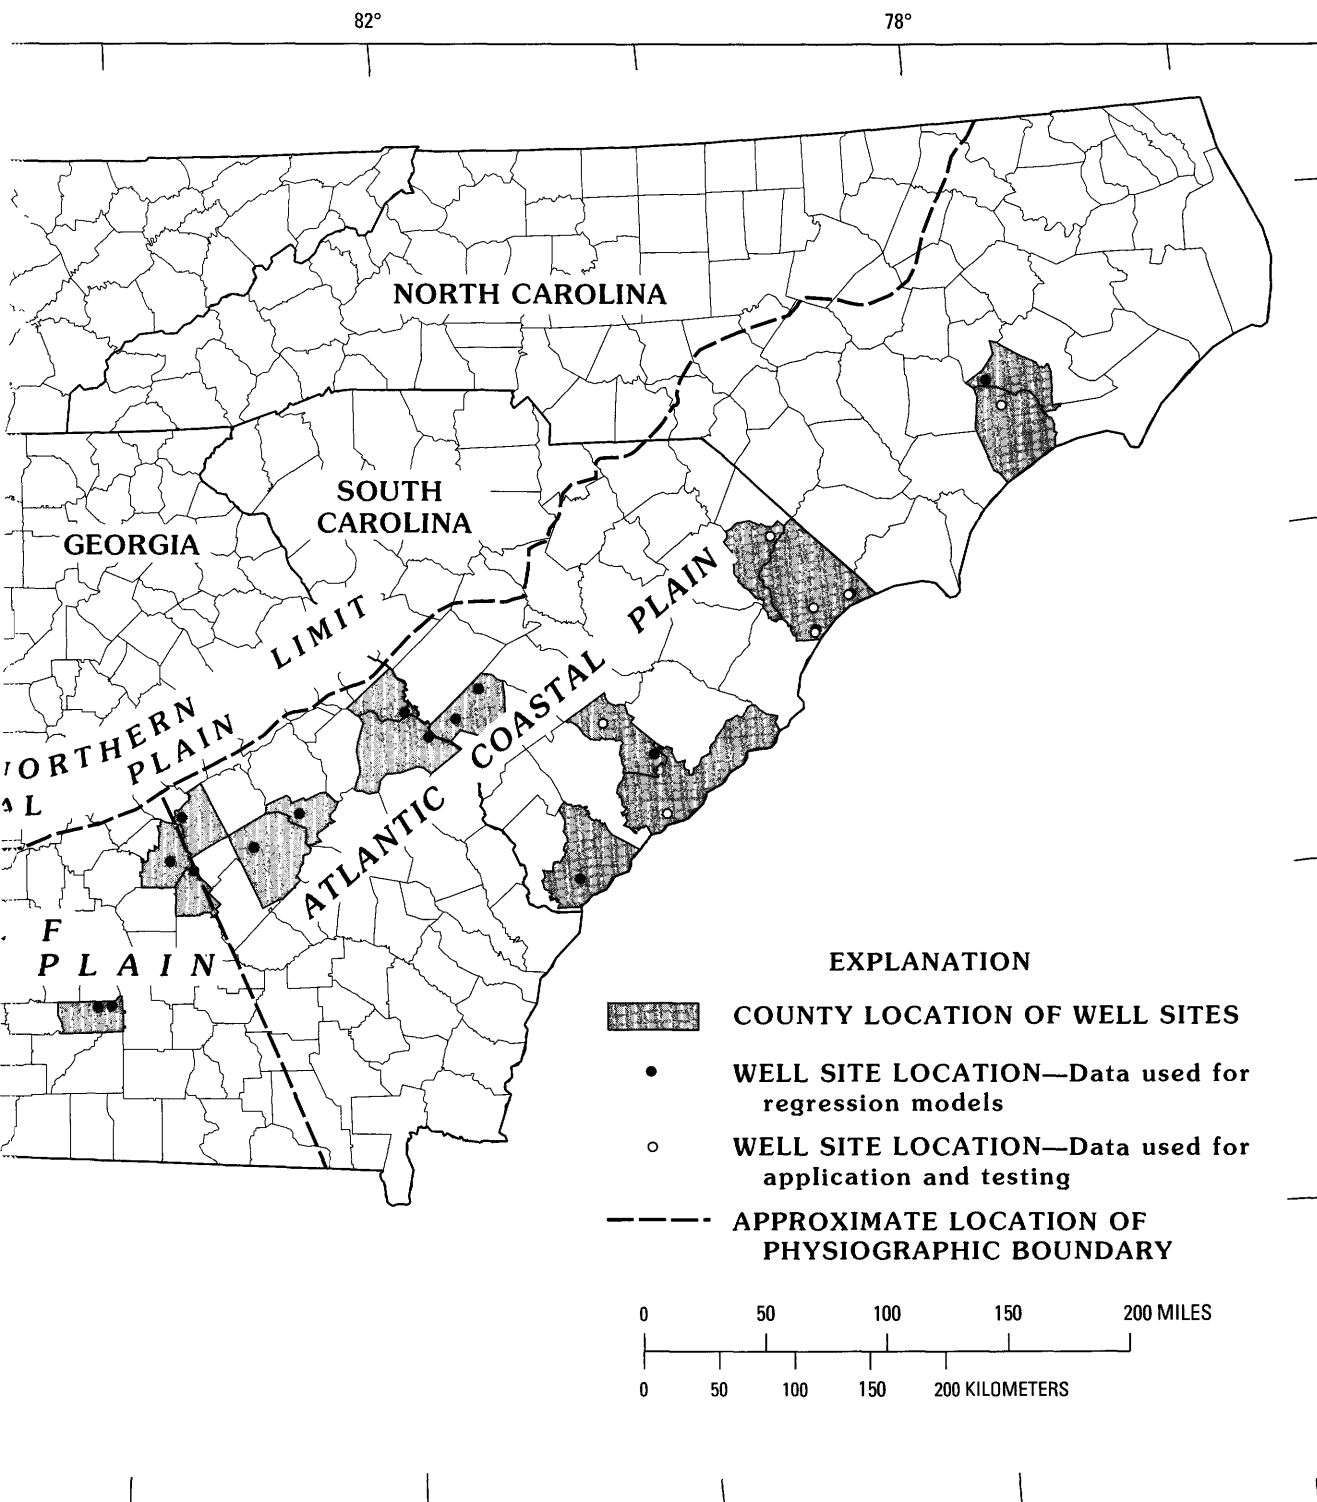 82°
78°
NORTH CAROLINA
SOUTH
CAROLINA
GEORGIA
LIMIT
PLAIN
COASTAL
ATLANTIC
ORTHERN
PLAIN
AL
F
PLAIN
EXPLANATION
COUNTY LOCATION OF WELL SITES
WELL SITE LOCATION—Data used for
regression models
WELL SITE LOCATION—Data used for
application and testing
APPROXIMATE LOCATION OF
PHYSIOGRAPHIC BOUNDARY
0 50 100 150 200 MILES
0 50 100 150 200 KILOMETERS